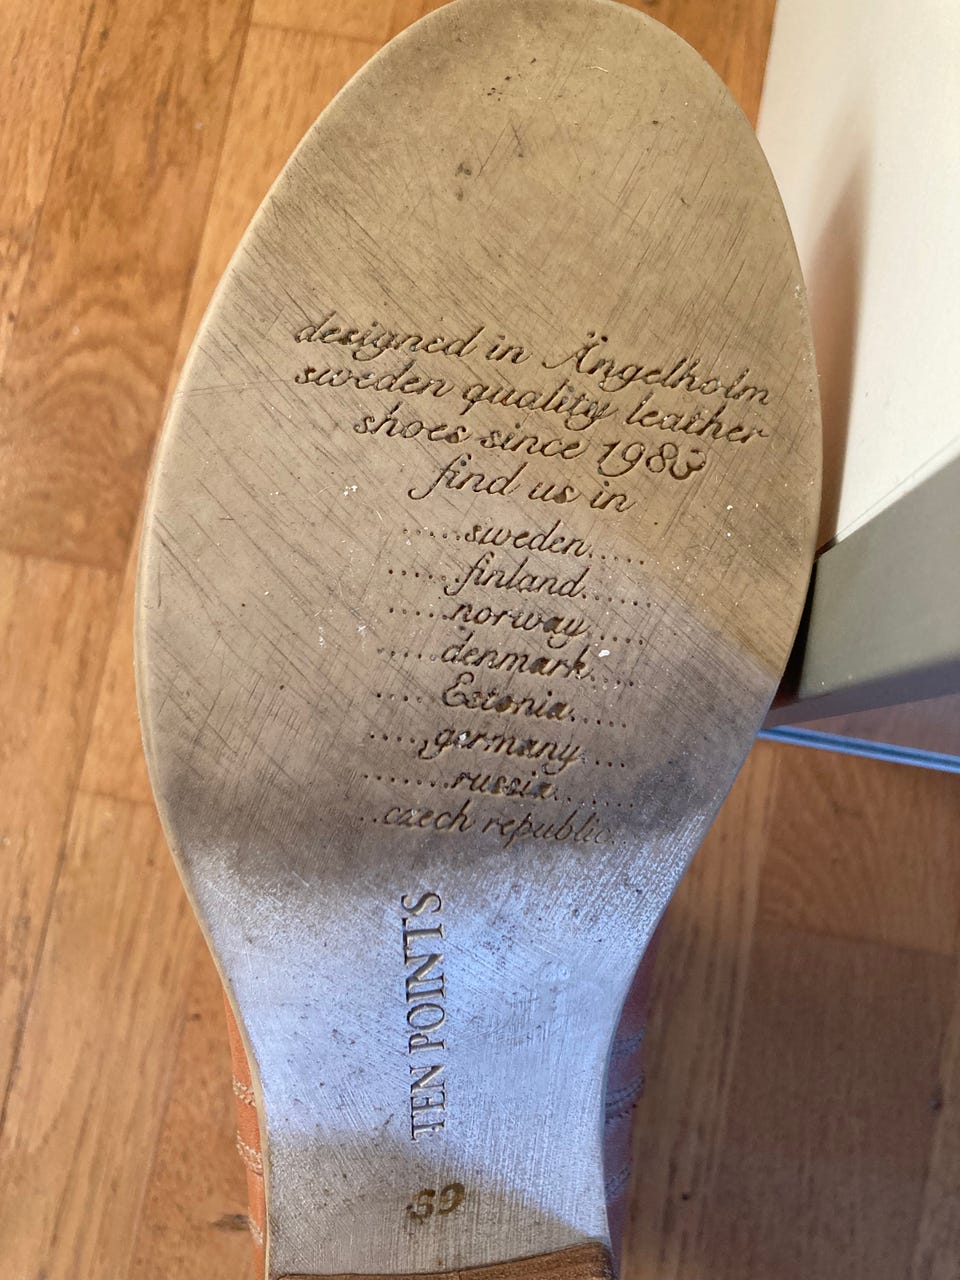 designed in Ängelholm
sweden quality leather
shoes since 1983
find us in
.....sweden.....
.....finland......
.....norway.....
.....denmark....
....Estonia.....
....germany....
.......russia.......
..czech republic..
TEN POINTS
39